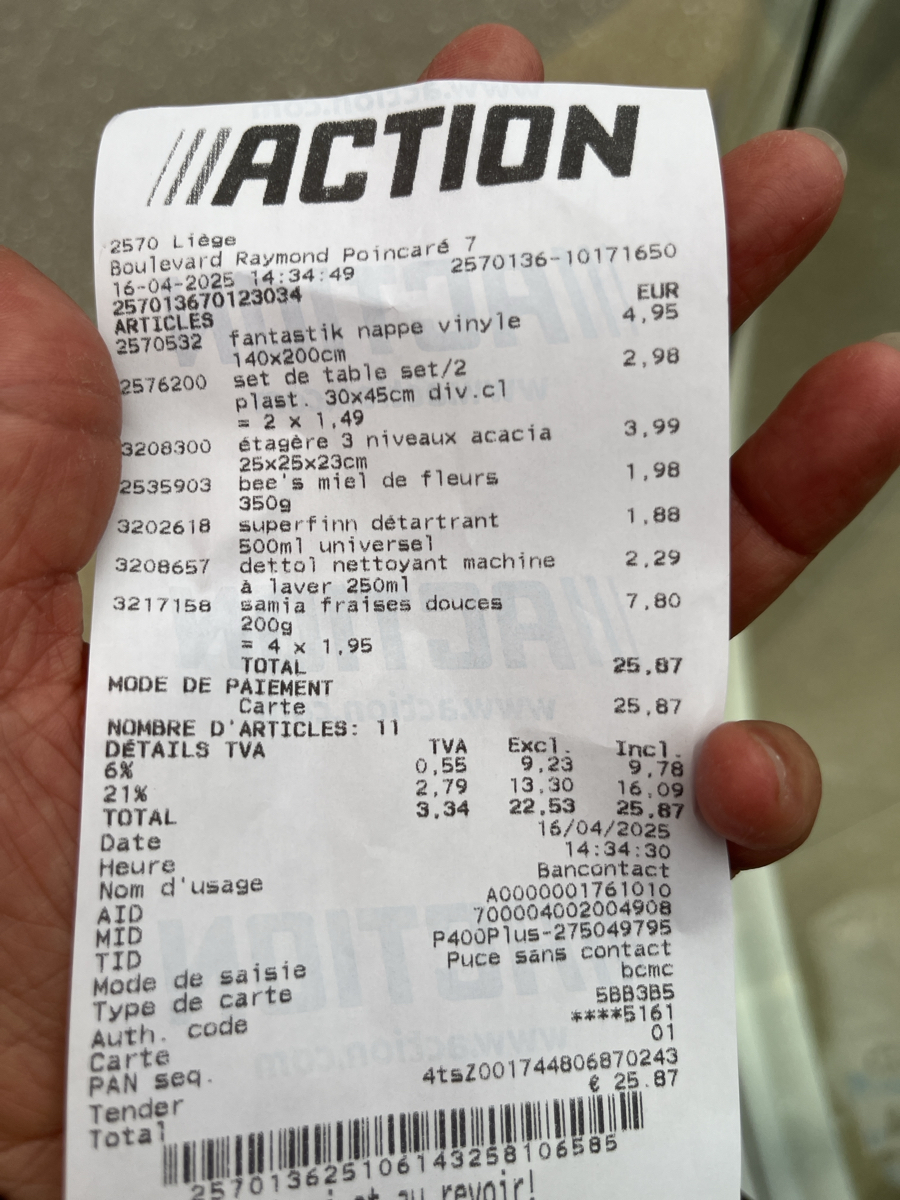 ACTION
2570 Liège
Boulevard Raymond Poincaré 7
16-04-2025 14:34:49 2570136-10171650
257013670123034 EUR
ARTICLES
2570532 fantastik nappe vinyle 4,95
140x200cm
2576200 set de table set/2 2,98
plast. 30x45cm div.cl
= 2 x 1,49
3208300 étagère 3 niveaux acacia 3,99
25x25x23cm
2535903 bee's miel de fleurs 1,98
350g
3202618 superfinn détartrant 1,88
500ml universel
3208657 dettol nettoyant machine 2,29
à laver 250ml
3217158 samia fraises douces 7,80
200g
= 4 x 1,95
TOTAL 25,87
MODE DE PAIEMENT
Carte 25,87
NOMBRE D'ARTICLES: 11
DÉTAILS TVA TVA Excl. Incl.
6% 0,55 9,23 9,78
21% 2,79 13,30 16,09
TOTAL 3,34 22,53 25,87
Date 16/04/2025
Heure 14:34:30
Nom d'usage Bancontact
AID A0000001761010
MID 700004002004908
TID P400Plus-275049795
Mode de saisie Puce sans contact
Type de carte bcmc
Auth. code 5BB3B5
Carte ****5161
PAN seq. 01
Tender 4tsZ001744806870243
Total € 25.87
257013625106143258106585
et au revoir!